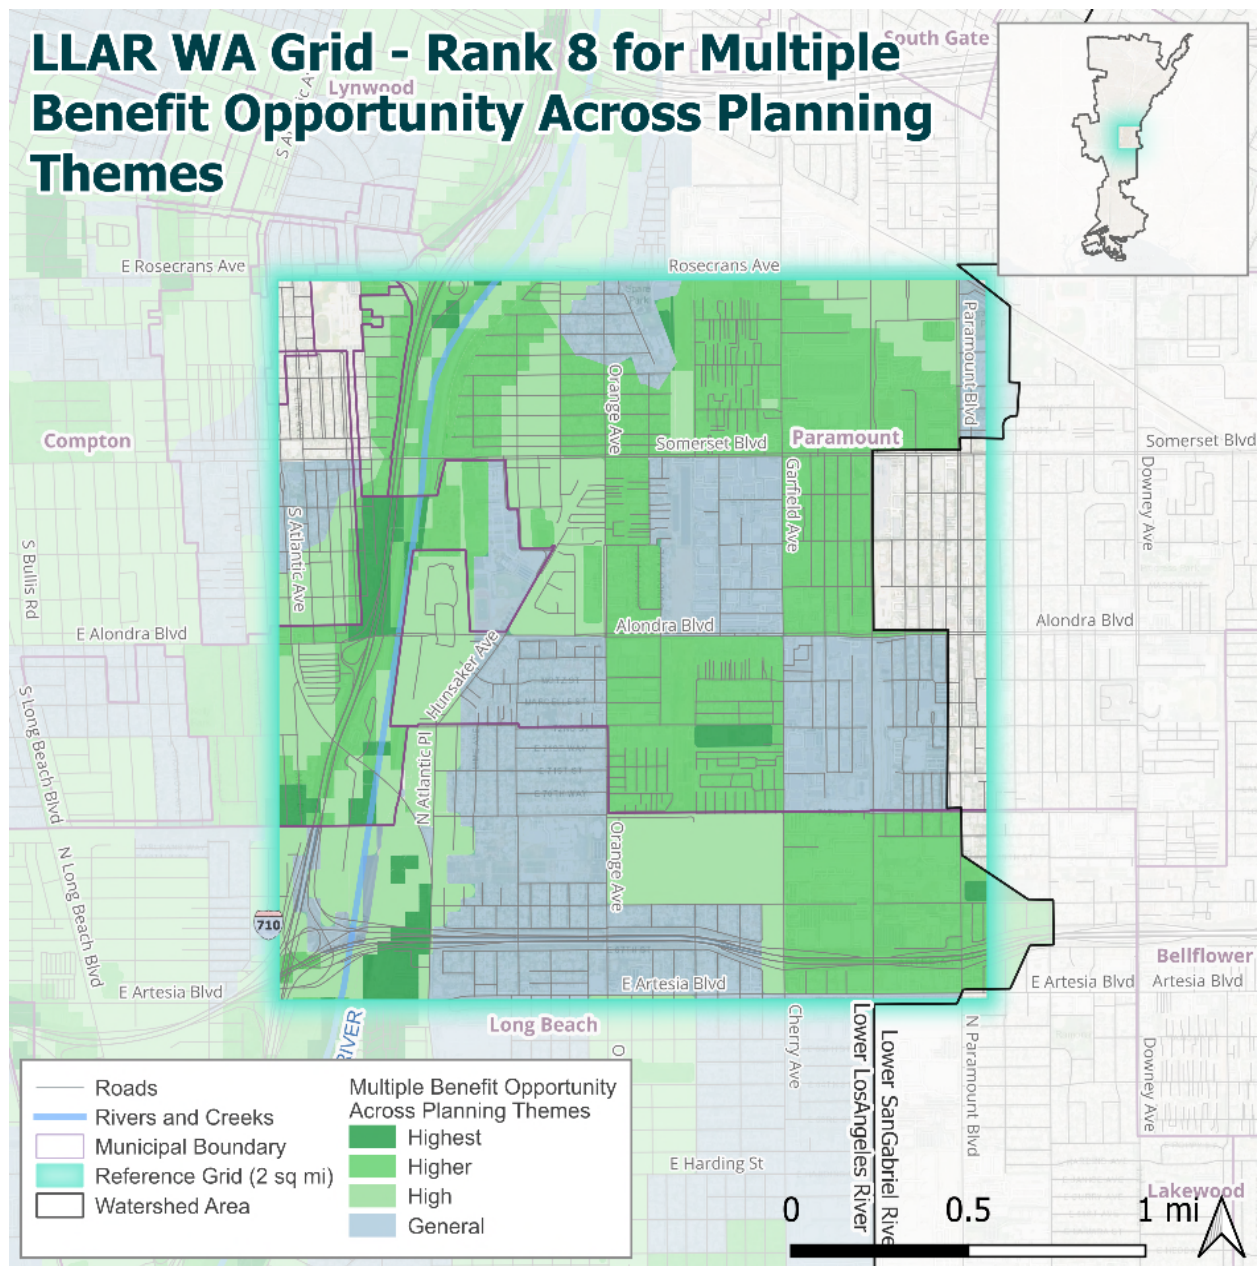 LLAR WA Grid - Rank 8 for Multiple
Benefit Opportunity Across Planning
Themes
South Gate
Lynwood
E Rosecrans Ave
Rosecrans Ave
Paramount Blvd
Orange Ave
Compton
Somerset Blvd
Paramount
Somerset Blvd
Garfield Ave
Downey Ave
S Atlantic Ave
S Bullis Rd
E Alondra Blvd
Alondra Blvd
Alondra Blvd
Hunsaker Ave
S Long Beach Blvd
N Atlantic Pl
Orange Ave
N Long Beach Blvd
710
Bellflower
E Artesia Blvd
E Artesia Blvd
E Artesia Blvd
Artesia Blvd
Long Beach
RIVER
Cherry Ave
Lower LosAngeles River
Lower SanGabriel Rive
N Paramount Blvd
Downey Ave
E Harding St
Lakewood
Roads
Rivers and Creeks
Municipal Boundary
Reference Grid (2 sq mi)
Watershed Area
Multiple Benefit Opportunity
Across Planning Themes
Highest
Higher
High
General
0 0.5 1 mi